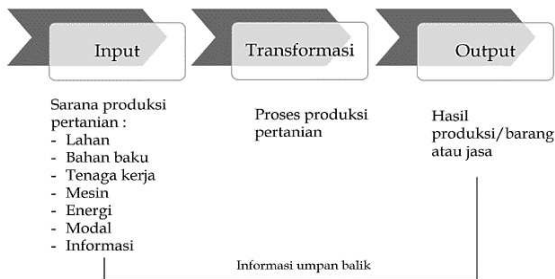 Input
Transformasi
Output
Sarana produksi
pertanian :
- Lahan
- Bahan baku
- Tenaga kerja
- Mesin
- Energi
- Modal
- Informasi
Proses produksi
pertanian
Hasil
produksi/barang
atau jasa
Informasi umpan balik